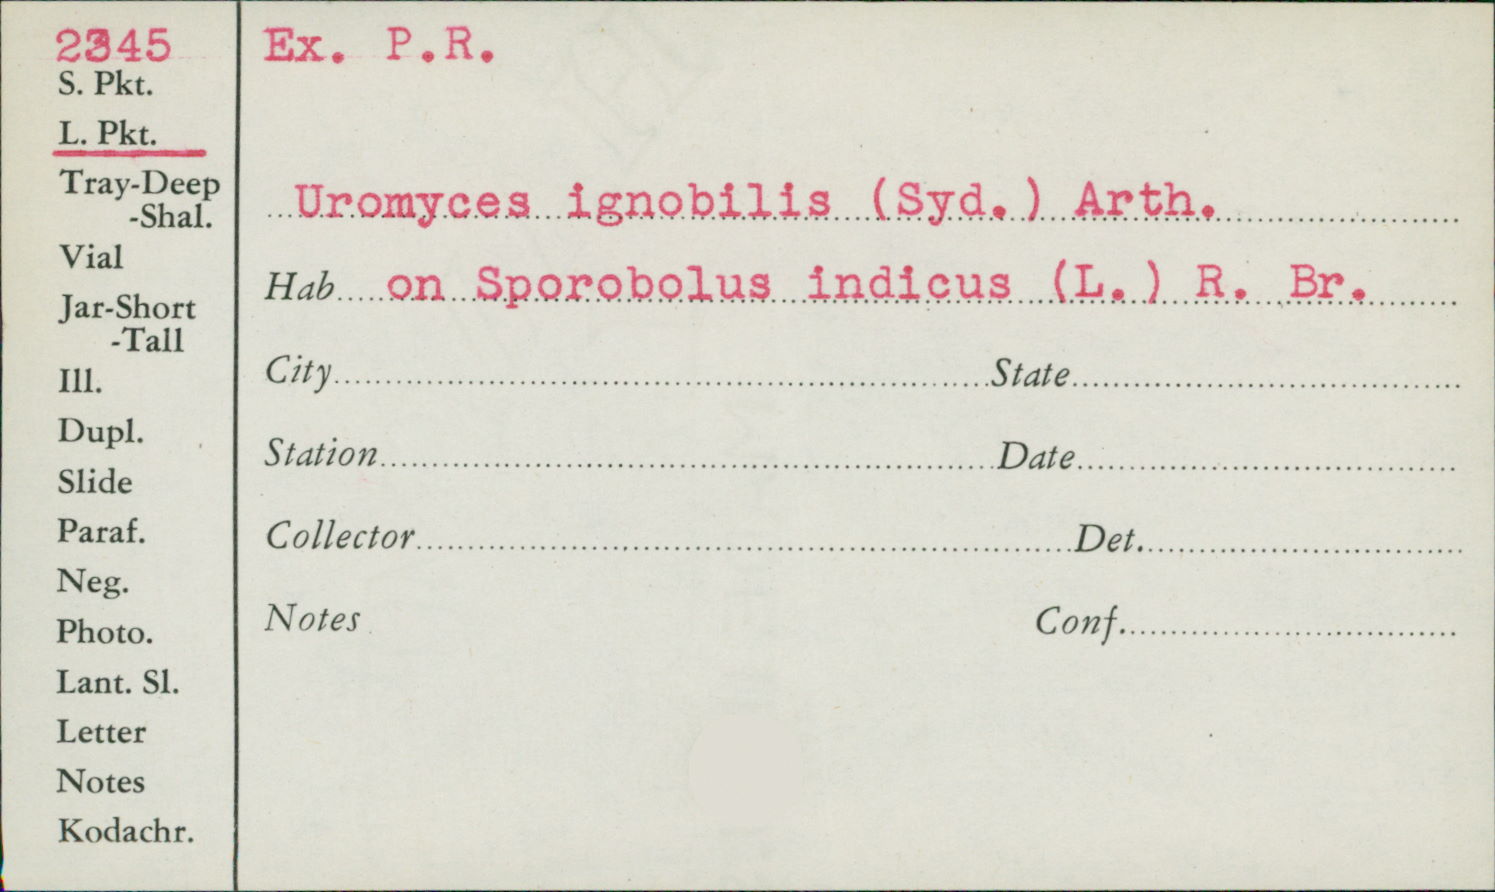 2345
S. Pkt.
L. Pkt.
Tray-Deep
-Shal.
Vial
Jar-Short
-Tall
Ill.
Dupl.
Slide
Paraf.
Neg.
Photo.
Lant. Sl.
Letter
Notes
Kodachr.
Ex. P.R.
Uromyces ignobilis (Syd.) Arth.
Hab on Sporobolus indicus (L.) R. Br.
City State
Station Date
Collector Det.
Notes Conf.